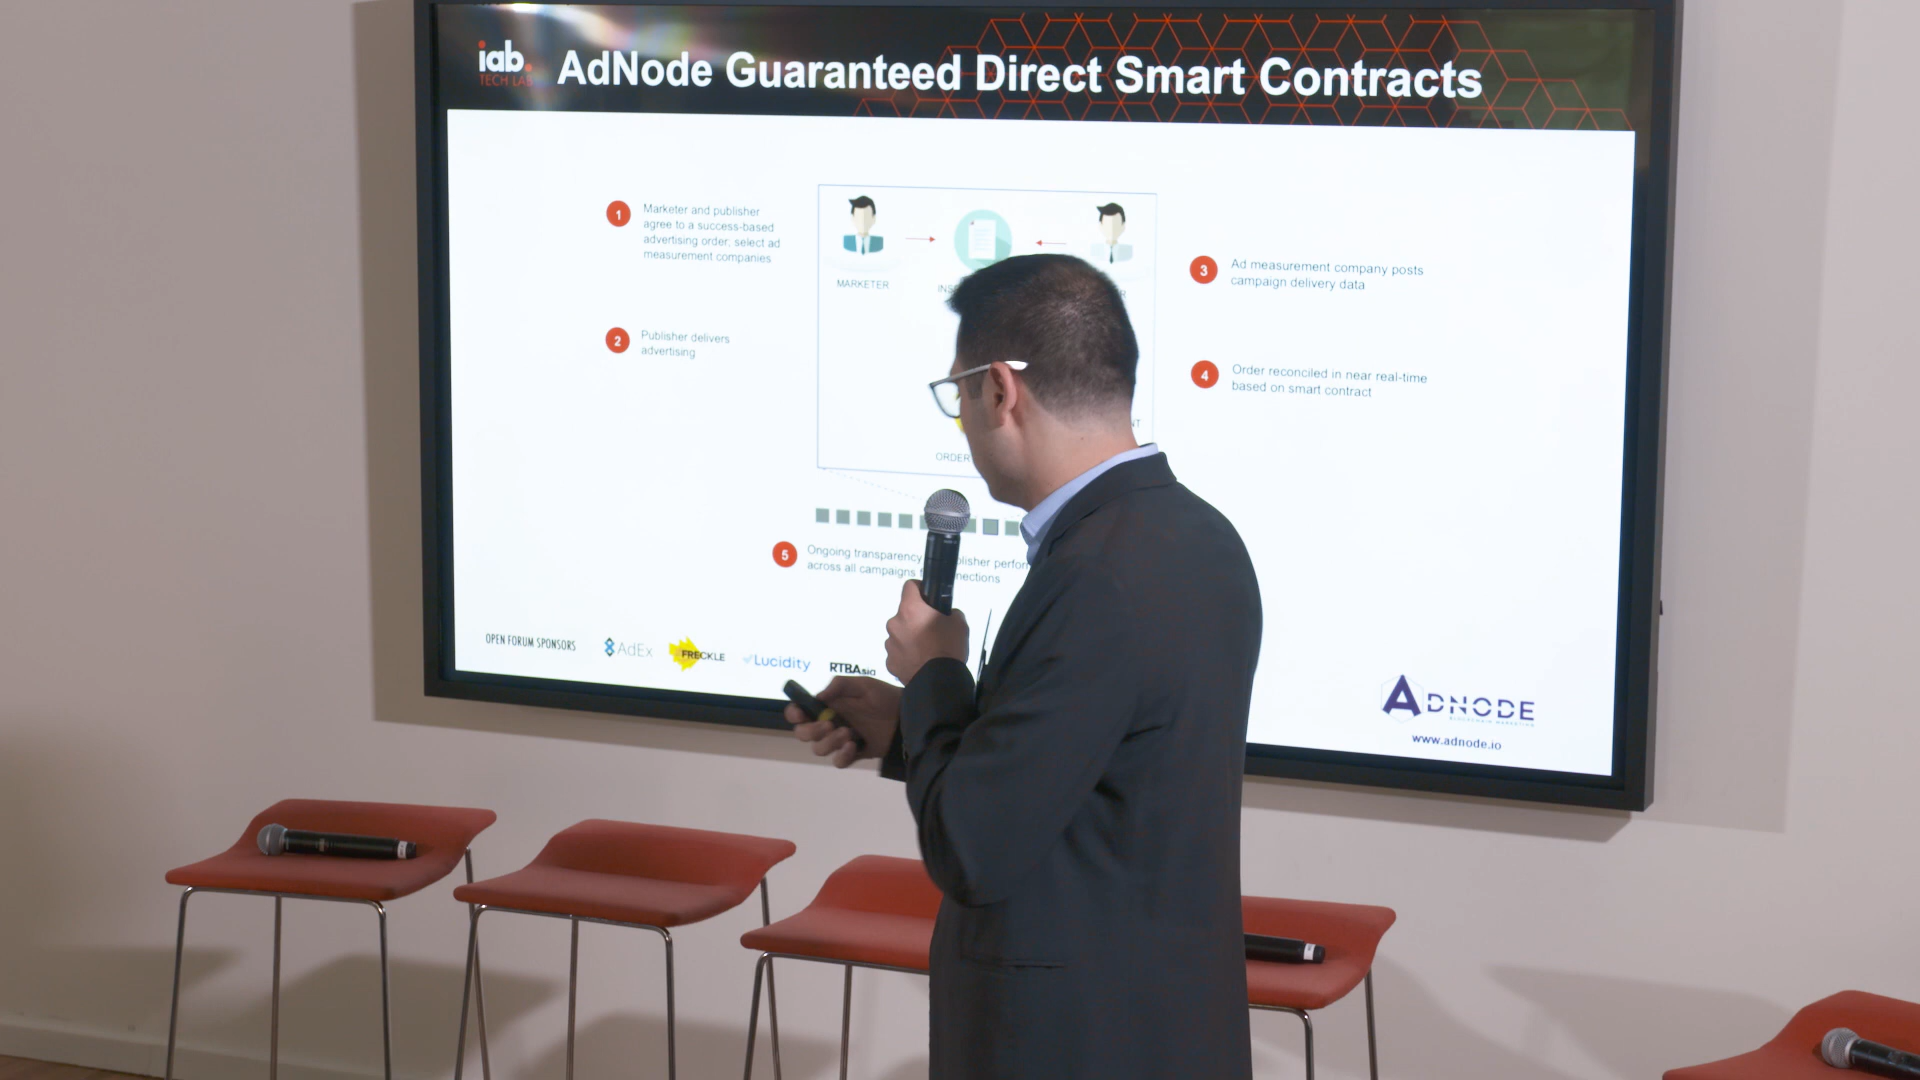 iab.
TECH LAB
AdNode Guaranteed Direct Smart Contracts
1
Marketer and publisher
agree to a success-based
advertising order; select ad
measurement companies
2
Publisher delivers
advertising
MARKETER
ORDER
3
Ad measurement company posts
campaign delivery data
4
Order reconciled in near real-time
based on smart contract
5
Ongoing transparency
across all campaigns
OPEN FORUM SPONSORS
AdEx
FRECKLE
Lucidity
RTBAsia
ADNODE
BLOCKCHAIN MARKETING
www.adnode.io